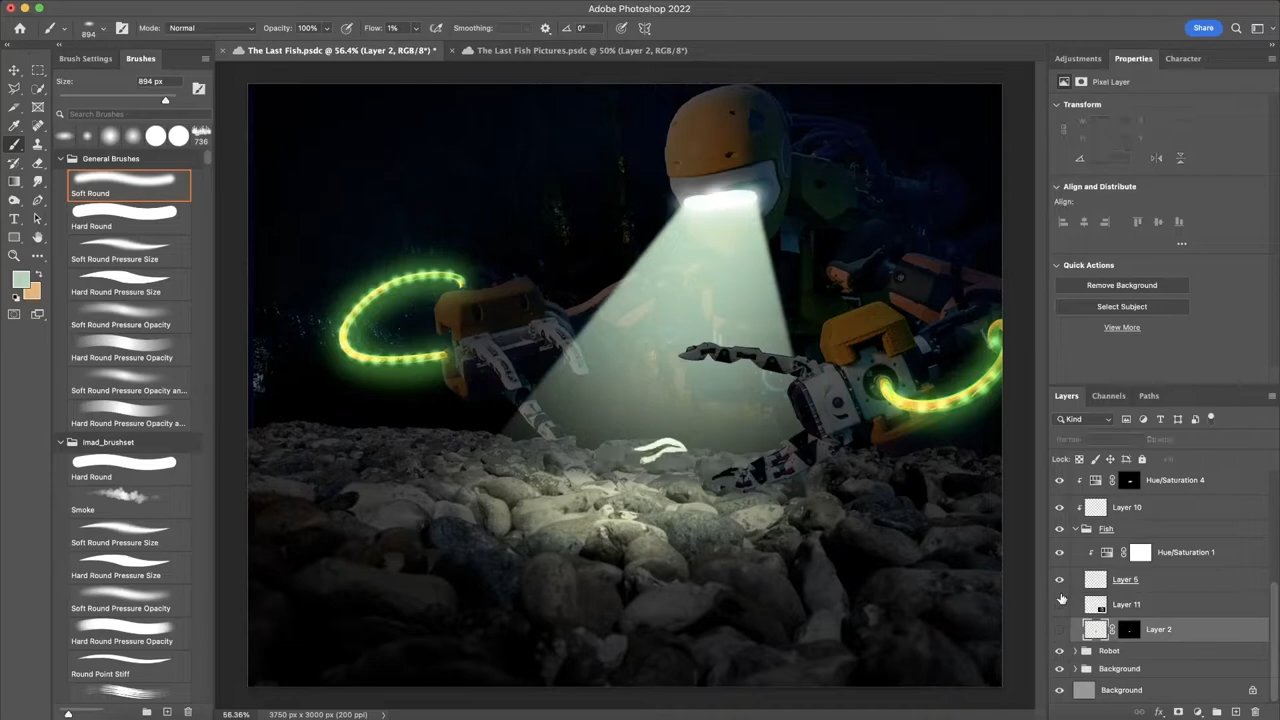 Adobe Photoshop 2022
894
Mode: Normal
Opacity: 100%
Flow: 1%
Smoothing:
0°
Share
Brush Settings
Brushes
× The Last Fish.psdc @ 56.4% (Layer 2, RGB/8*) *
× The Last Fish Pictures.psdc @ 50% (Layer 2, RGB/8*)
Adjustments
Properties
Character
Size:
894 px
Pixel Layer
Transform
Search Brushes
736
General Brushes
Soft Round
Hard Round
Soft Round Pressure Size
Hard Round Pressure Size
Soft Round Pressure Opacity
Hard Round Pressure Opacity
Soft Round Pressure Opacity an...
Hard Round Pressure Opacity a...
Imad_brushset
Hard Round
Smoke
Soft Round Pressure Size
Hard Round Pressure Size
Soft Round Pressure Opacity
Hard Round Pressure Opacity
Round Point Stiff
Align and Distribute
Align:
Quick Actions
Remove Background
Select Subject
View More
Layers
Channels
Paths
Kind
Lock:
Hue/Saturation 4
Layer 10
Fish
Hue/Saturation 1
Layer 5
Layer 11
Layer 2
Robot
Background
Background
56.36%
3750 px x 3000 px (200 ppi)